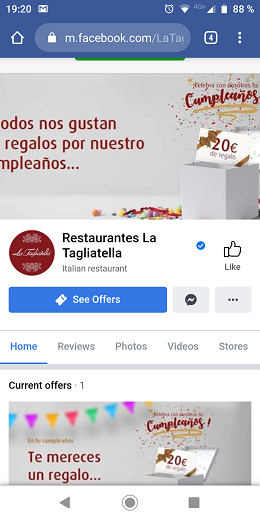 19:20 4G+ 88 %
m.facebook.com/LaTag 4
¡Celebra con nosotros tu
Cumpleaños
odos nos gustan
regalos por nuestro
mpleaños...
20€
de regalo
La Tagliatella
Restaurantes La
Tagliatella
Italian restaurant
Like
See Offers
Home Reviews Photos Videos Stores
Current offers · 1
Celebra con nosotros tu
Cumpleaños!
En tu cumpleaños
Te mereces
un regalo...
20€
de regalo